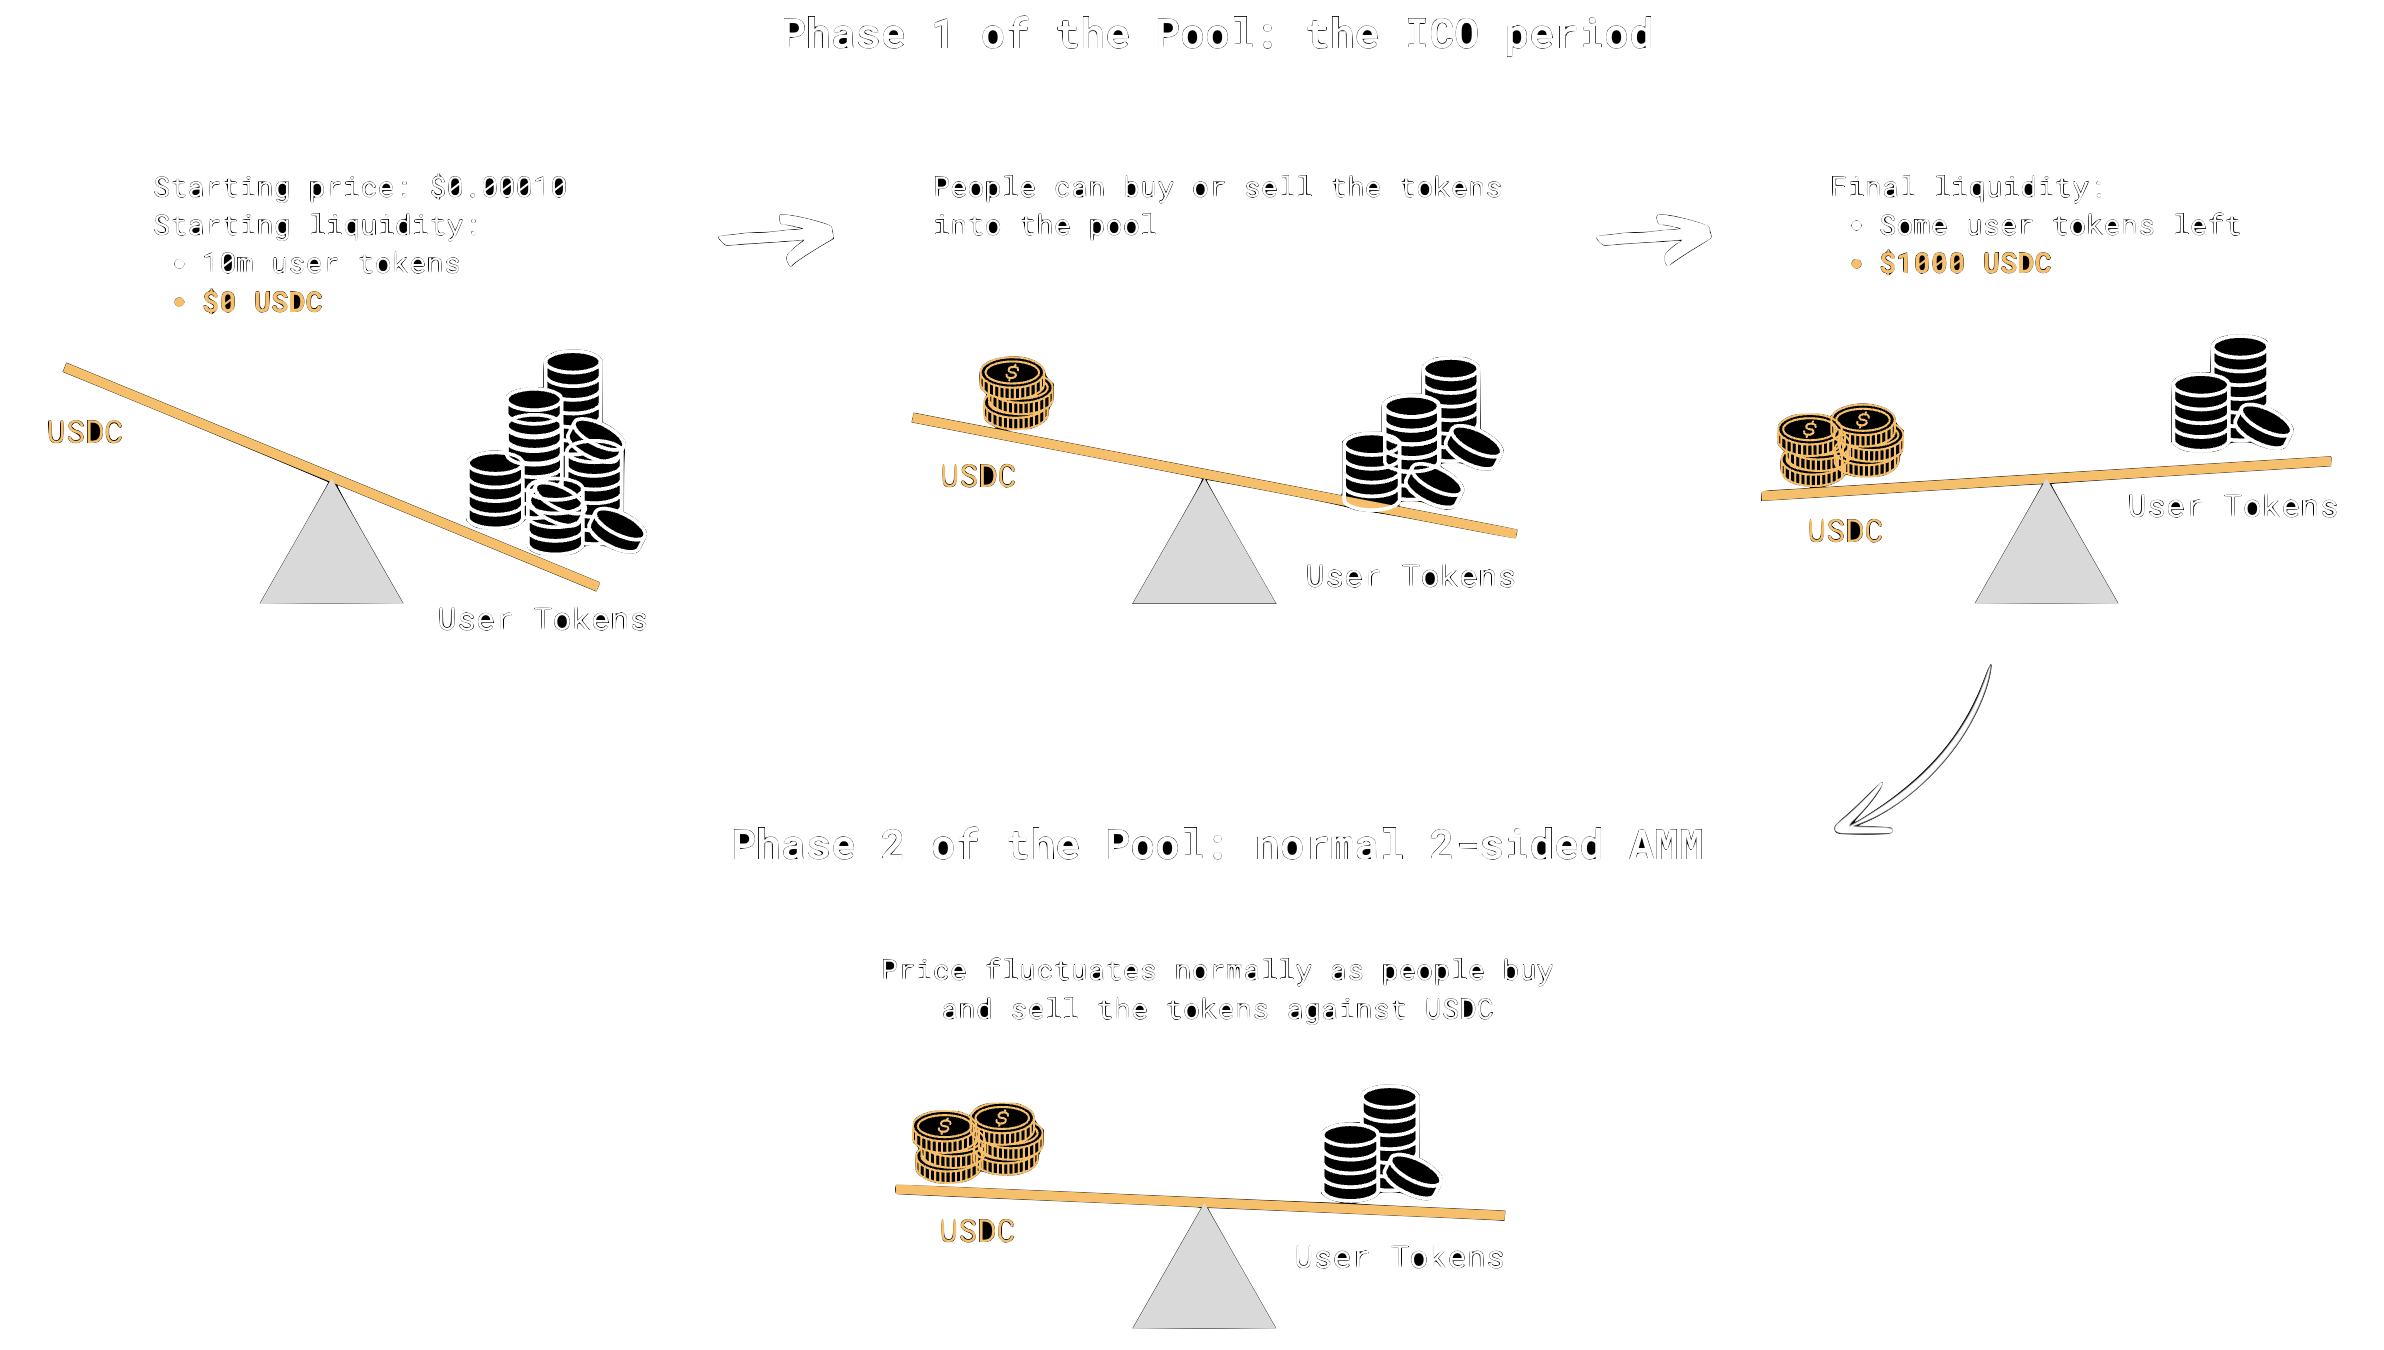 Phase 1 of the Pool: the ICO period
Starting price: $0.00010
Starting liquidity:
• 10m user tokens
• $0 USDC
USDC
User Tokens
People can buy or sell the tokens
into the pool
$
USDC
User Tokens
Final liquidity:
• Some user tokens left
• $1000 USDC
$ $
USDC
User Tokens
Phase 2 of the Pool: normal 2-sided AMM
Price fluctuates normally as people buy
and sell the tokens against USDC
$ $
USDC
User Tokens